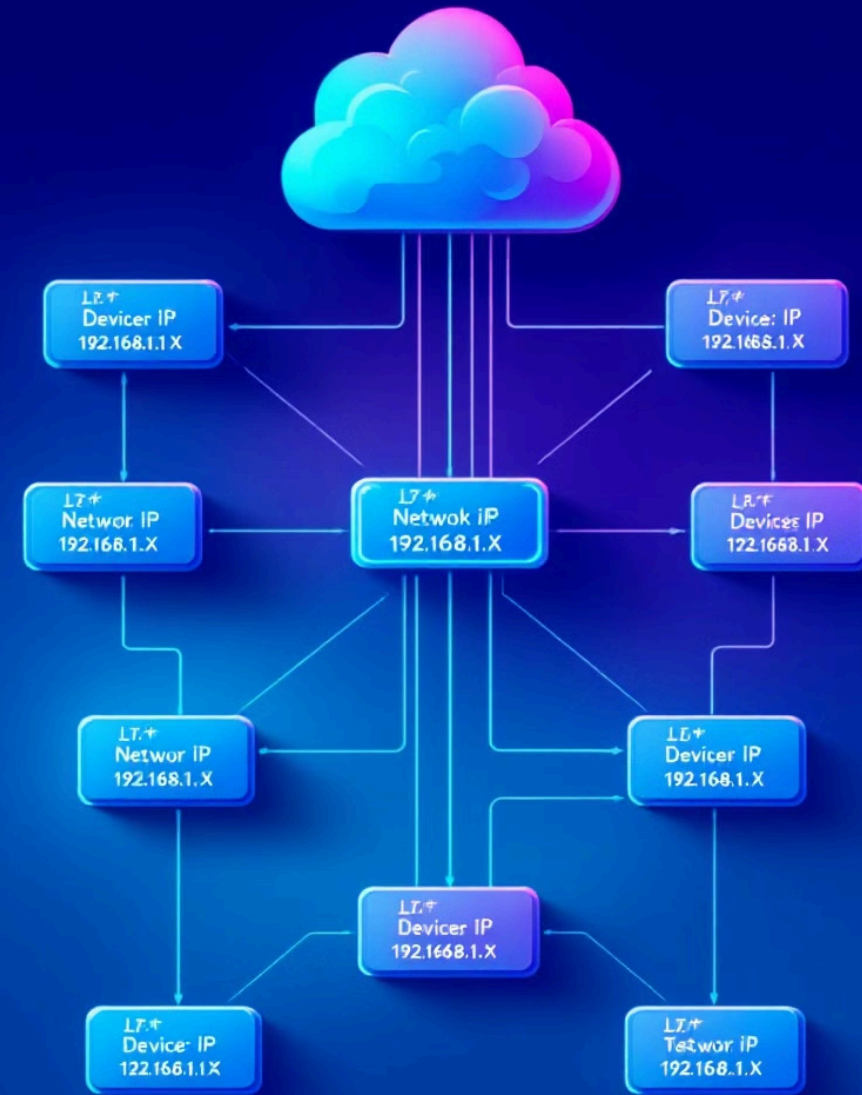 Devicer IP
192.168.1.1 X
Device: IP
192.1668.1.X
Networ IP
192.168.1.X
Netwok iP
192.168.1.X
Devices IP
122.1668.1.X
Networ IP
192.168.1.X
Devicer IP
192.168.1.X
Devicer IP
192.1668.1.X
Device· IP
122.168.1.1X
Tetwor iP
192.168.1.X